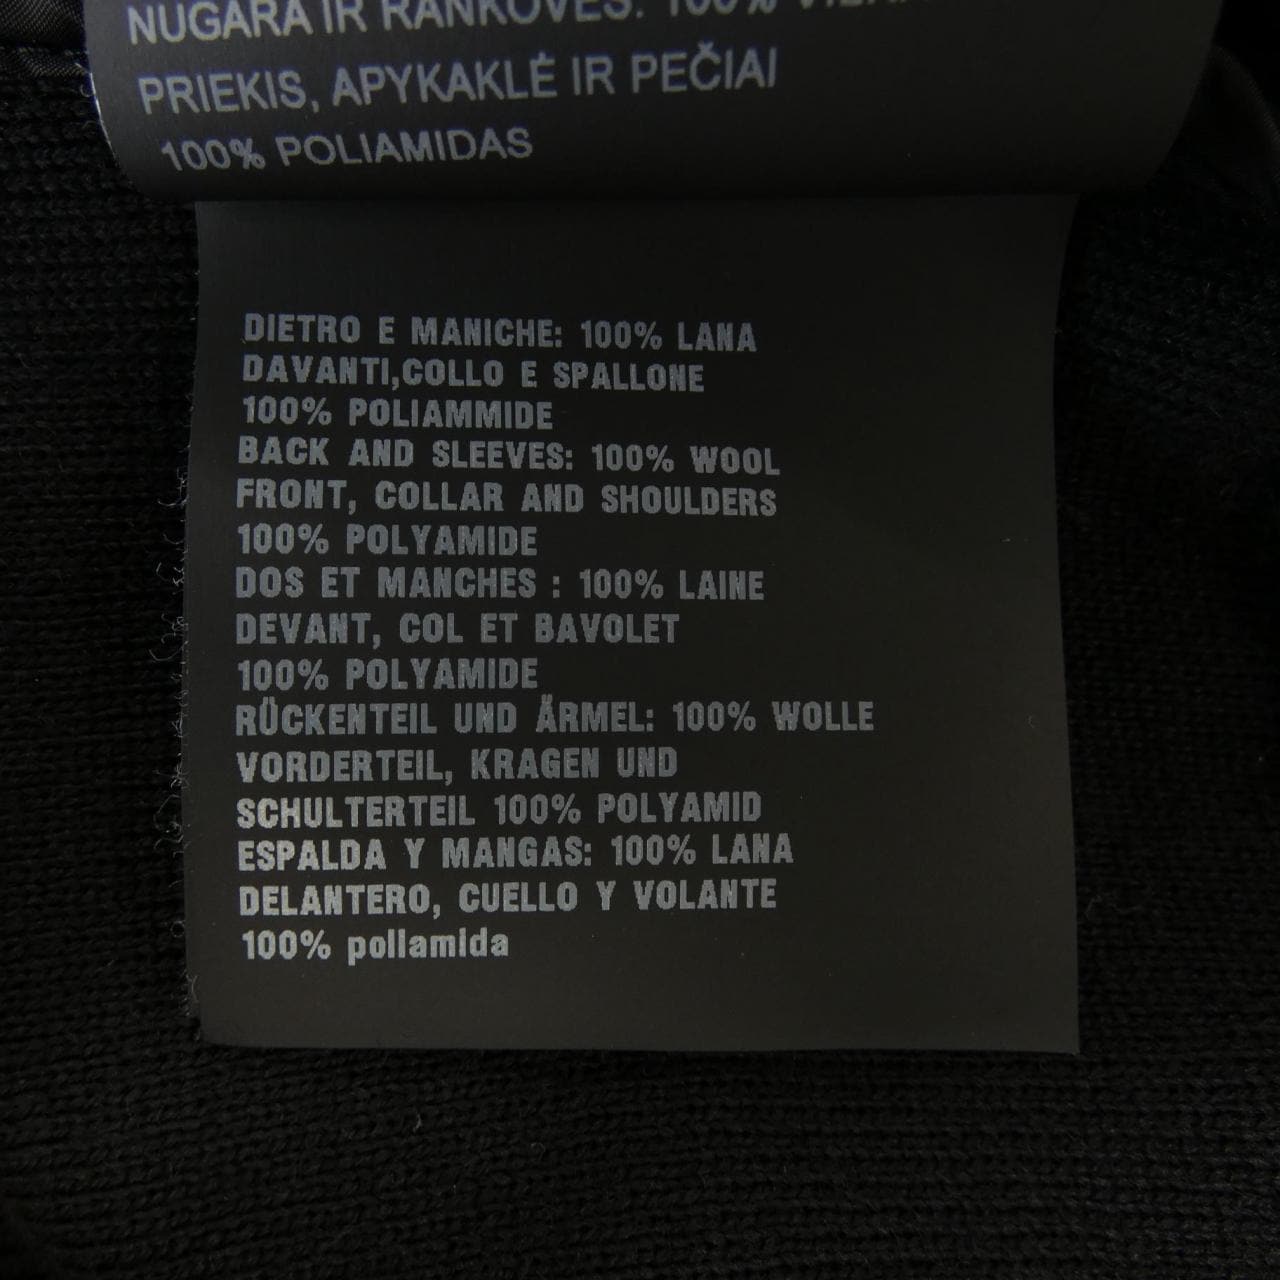 NUGARA IR RANKOVĖS: 100%
PRIEKIS, APYKAKLĖ IR PEČIAI
100% POLIAMIDAS
DIETRO E MANICHE: 100% LANA
DAVANTI,COLLO E SPALLONE
100% POLIAMMIDE
BACK AND SLEEVES: 100% WOOL
FRONT, COLLAR AND SHOULDERS
100% POLYAMIDE
DOS ET MANCHES : 100% LAINE
DEVANT, COL ET BAVOLET
100% POLYAMIDE
RÜCKENTEIL UND ÄRMEL: 100% WOLLE
VORDERTEIL, KRAGEN UND
SCHULTERTEIL 100% POLYAMID
ESPALDA Y MANGAS: 100% LANA
DELANTERO, CUELLO Y VOLANTE
100% poliamida